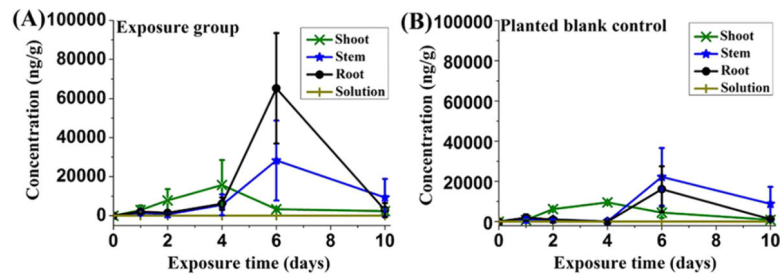 (A)
Exposure group
Shoot
Stem
Root
Solution
100000
80000
60000
40000
20000
0
Concentration (ng/g)
0 2 4 6 8 10
Exposure time (days)
(B)
Planted blank control
Shoot
Stem
Root
Solution
100000
80000
60000
40000
20000
0
Concentration (ng/g)
0 2 4 6 8 10
Exposure time (days)